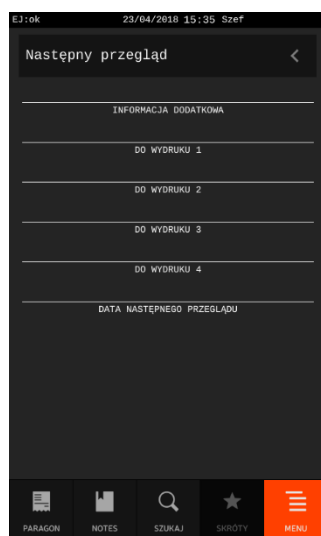 EJ:ok 23/04/2018 15:35 Szef
Następny przegląd
INFORMACJA DODATKOWA
DO WYDRUKU 1
DO WYDRUKU 2
DO WYDRUKU 3
DO WYDRUKU 4
DATA NASTĘPNEGO PRZEGLĄDU
PARAGON NOTES SZUKAJ SKRÓTY MENU